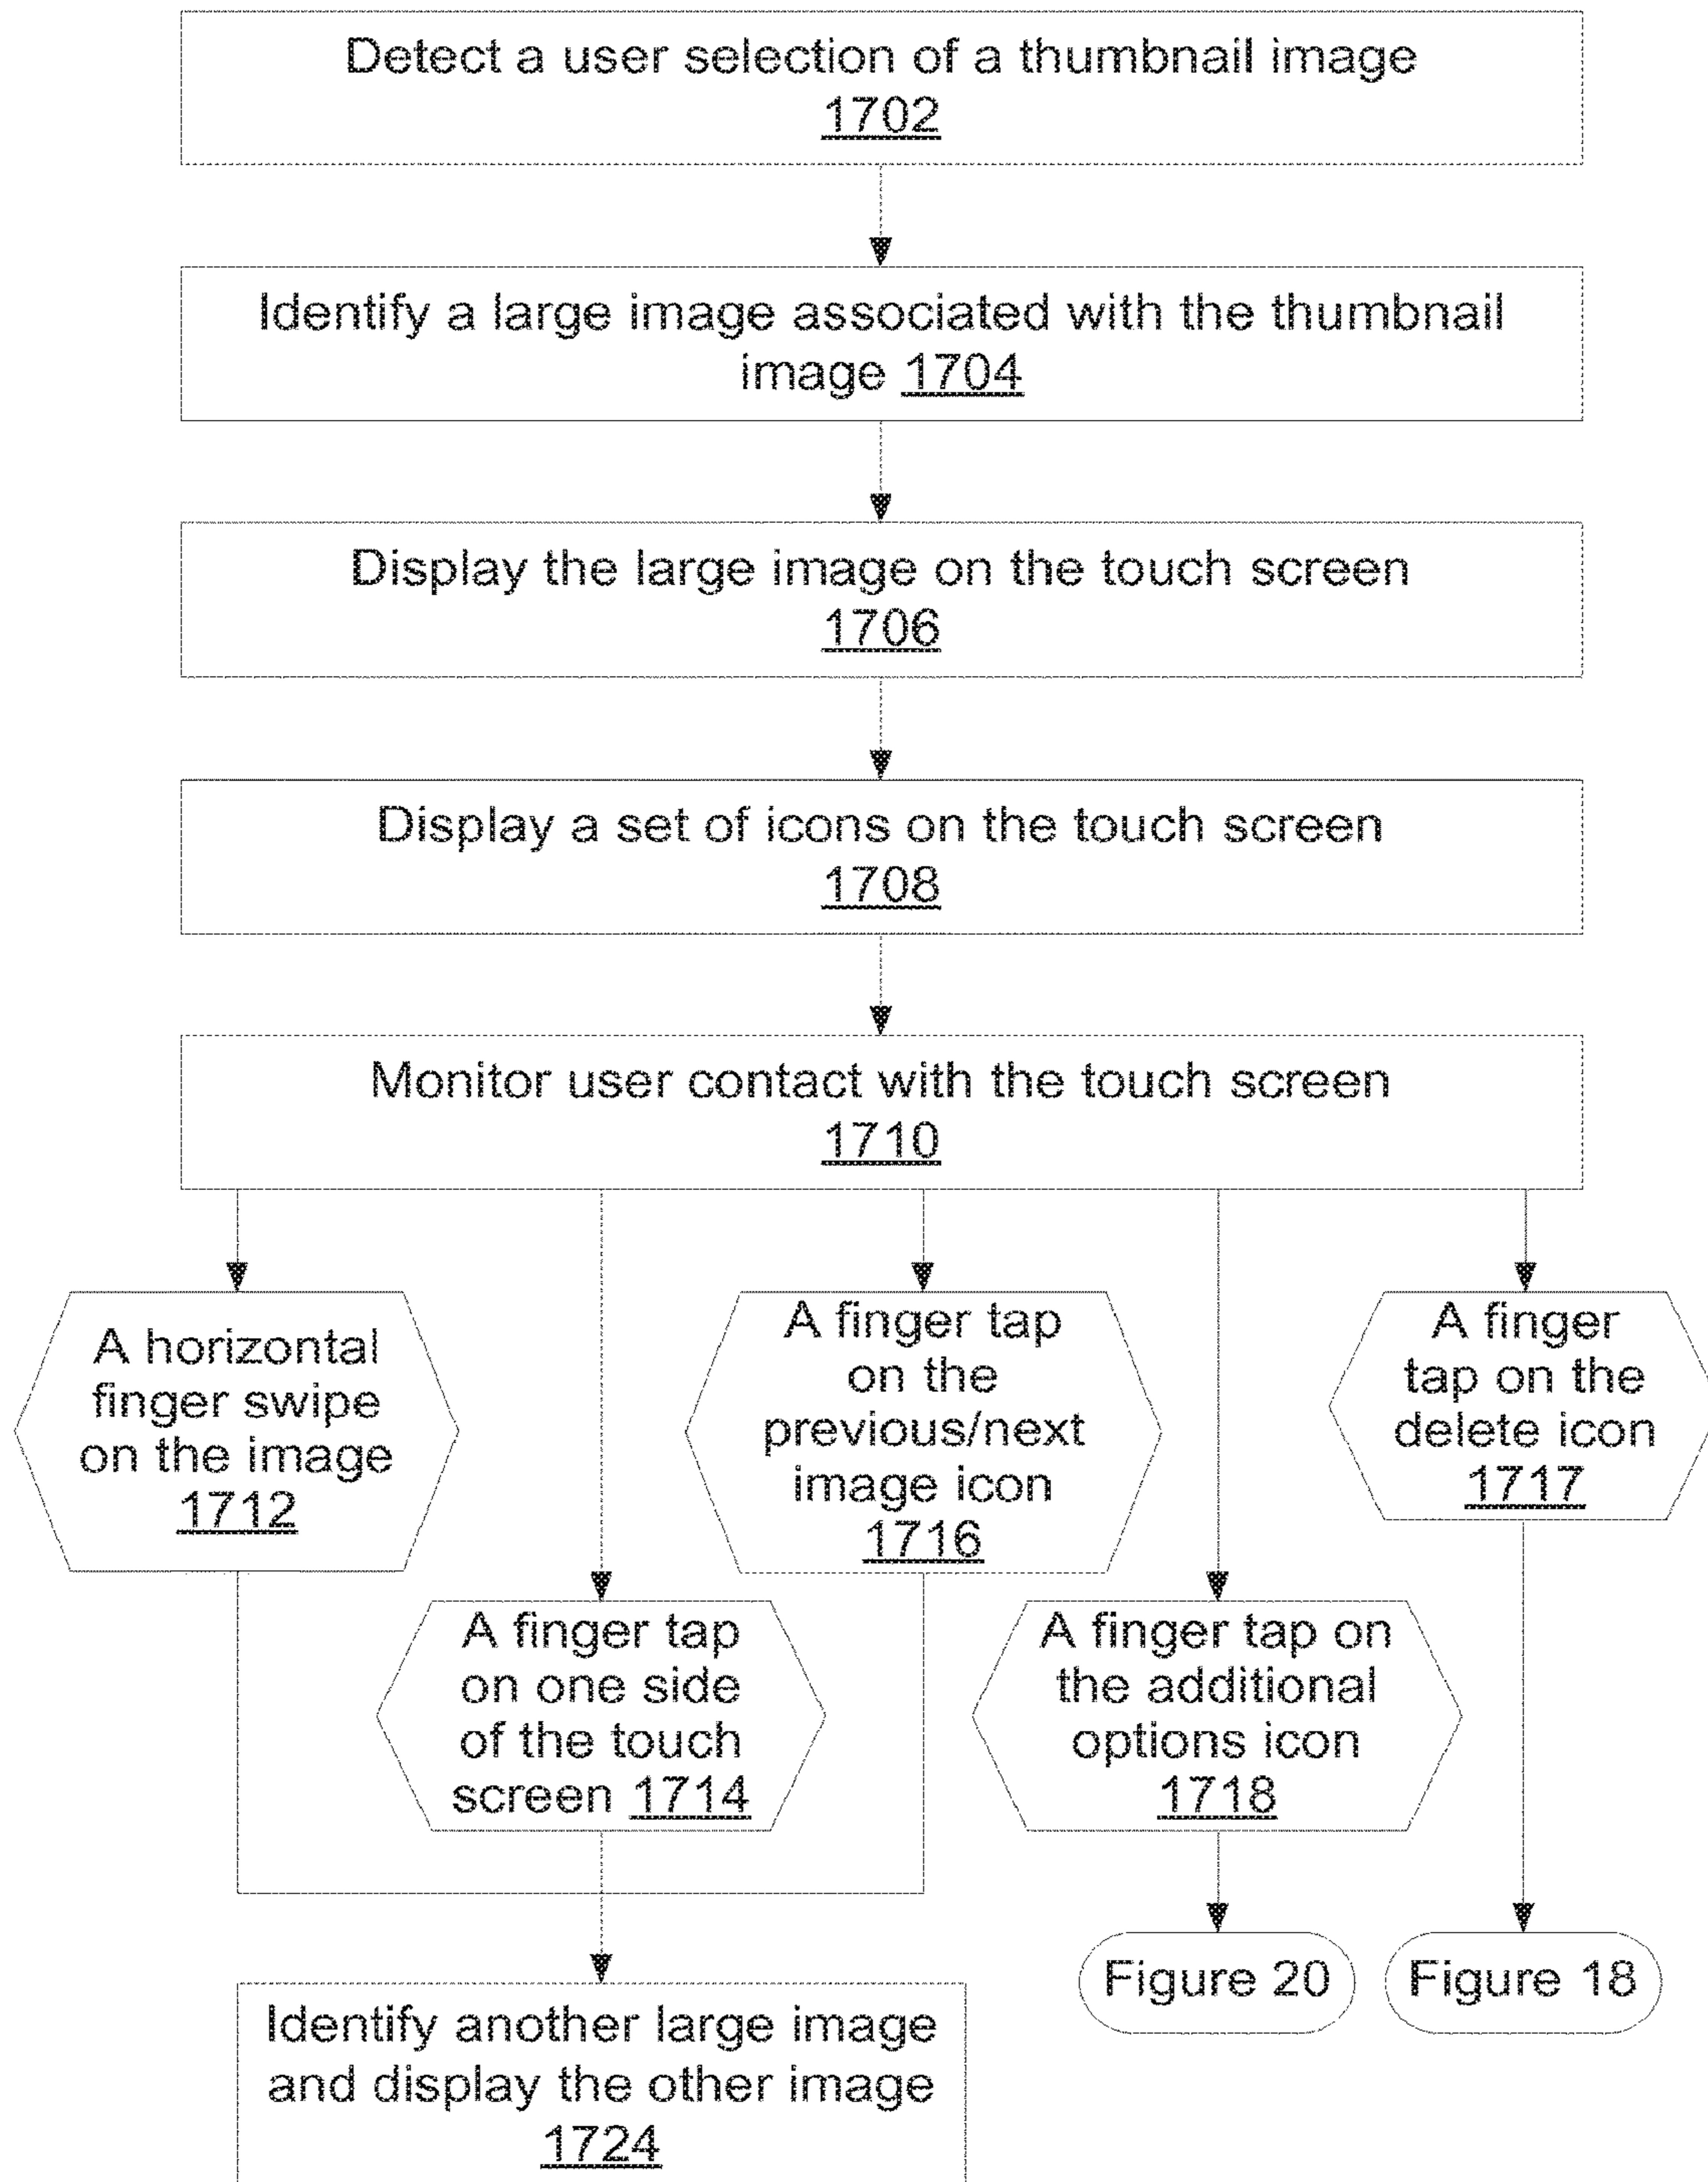 Detect a user selection of a thumbnail image
1702
Identify a large image associated with the thumbnail
image 1704
Display the large image on the touch screen
1706
Display a set of icons on the touch screen
1708
Monitor user contact with the touch screen
1710
A horizontal
finger swipe
on the image
1712
A finger tap
on one side
of the touch
screen 1714
A finger tap
on the
previous/next
image icon
1716
A finger tap on
the additional
options icon
1718
A finger
tap on the
delete icon
1717
Identify another large image
and display the other image
1724
Figure 20
Figure 18